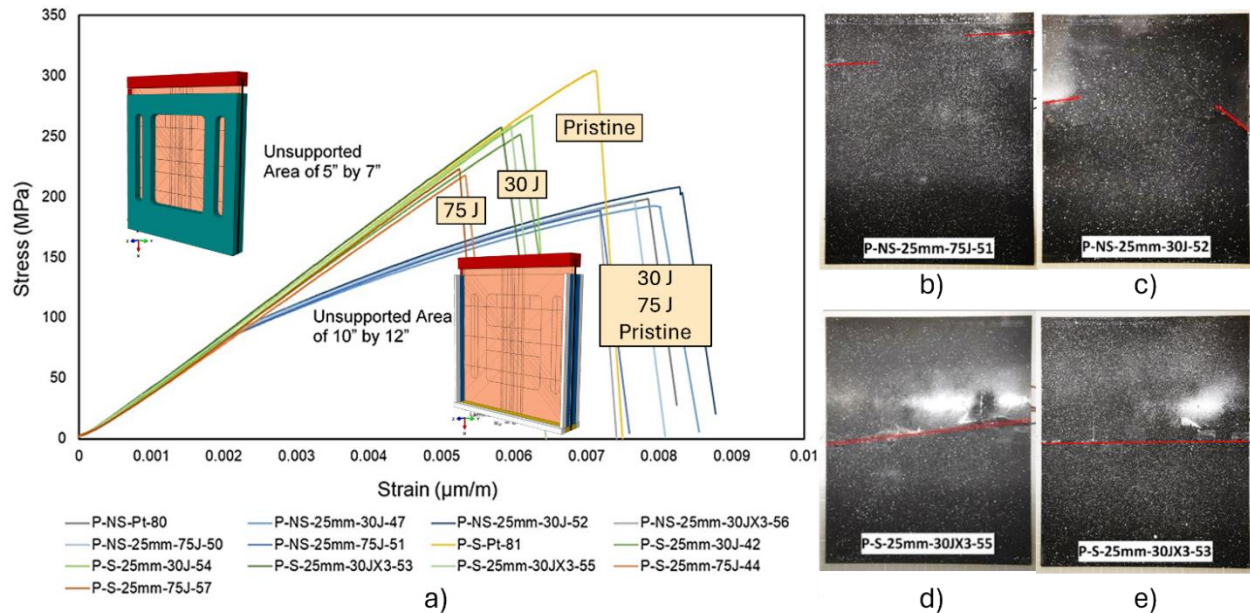 350
300
250
200
150
100
50
0
Stress (MPa)
Unsupported
Area of 5” by 7”
Pristine
30 J
75 J
Unsupported Area
of 10” by 12”
30 J
75 J
Pristine
0 0.001 0.002 0.003 0.004 0.005 0.006 0.007 0.008 0.009 0.01
Strain (µm/m)
P-NS-Pt-80 P-NS-25mm-30J-47 P-NS-25mm-30J-52 P-NS-25mm-30JX3-56
P-NS-25mm-75J-50 P-NS-25mm-75J-51 P-S-Pt-81 P-S-25mm-30J-42
P-S-25mm-30J-54 P-S-25mm-30JX3-53 P-S-25mm-30JX3-55 P-S-25mm-75J-44
P-S-25mm-75J-57
a)
P-NS-25mm-75J-51
b)
P-NS-25mm-30J-52
c)
P-S-25mm-30JX3-55
d)
P-S-25mm-30JX3-53
e)